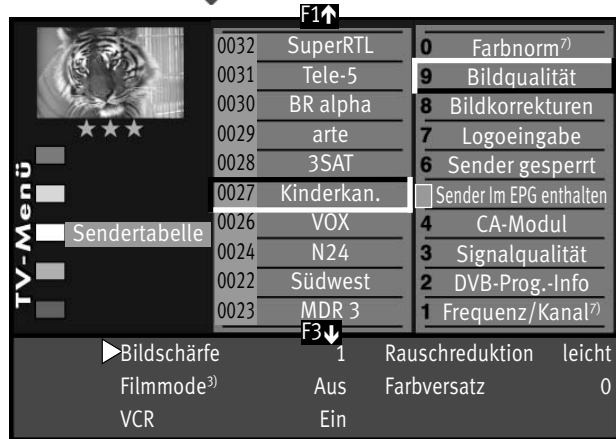 F1↑
0032 SuperRTL
0031 Tele-5
0030 BR alpha
0029 arte
0028 3SAT
0027 Kinderkan.
0026 VOX
0024 N24
0022 Südwest
0023 MDR 3
F3↓
0 Farbnorm7)
9 Bildqualität
8 Bildkorrekturen
7 Logoeingabe
6 Sender gesperrt
Sender Im EPG enthalten
4 CA-Modul
3 Signalqualität
2 DVB-Prog.-Info
1 Frequenz/Kanal7)
TV-Menü
Sendertabelle
Bildschärfe 1 Rauschreduktion leicht
Filmmode3) Aus Farbversatz 0
VCR Ein